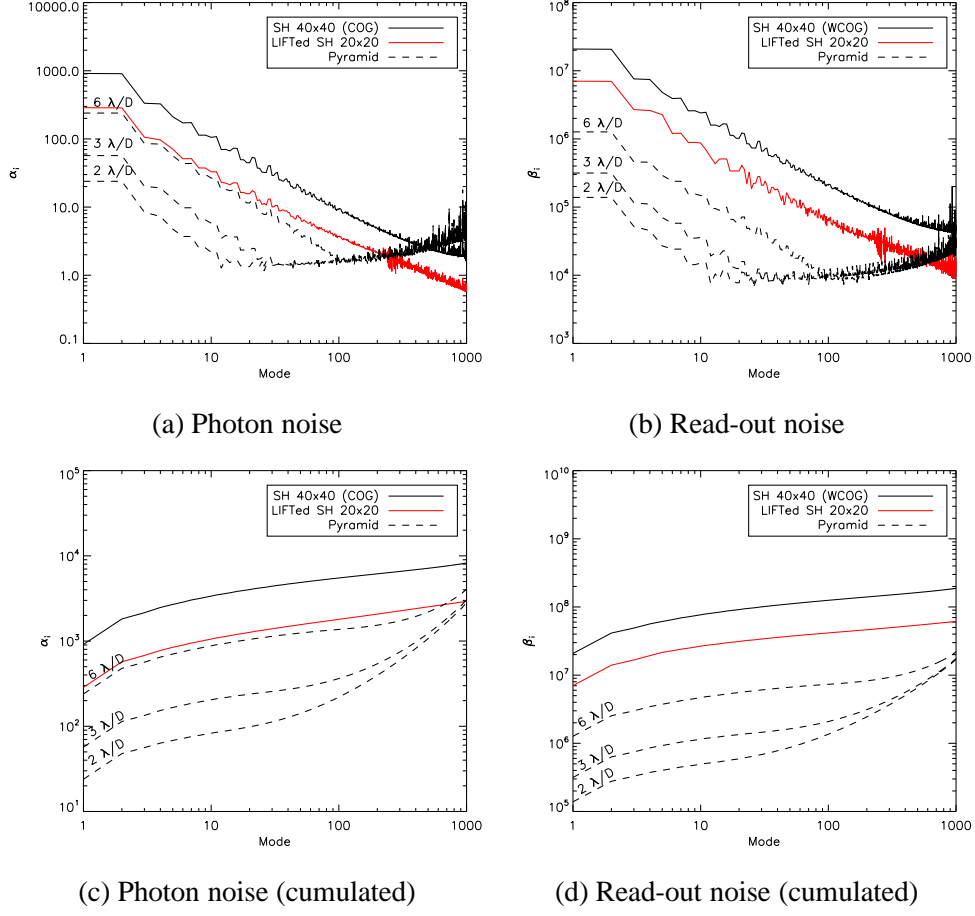 10000.0
1000.0
100.0
10.0
1.0
0.1
αi
SH 40x40 (COG)
LIFTed SH 20x20
Pyramid
6 λ/D
3 λ/D
2 λ/D
1 10 100 1000
Mode
(a) Photon noise
10^8
10^7
10^6
10^5
10^4
10^3
βi
SH 40x40 (WCOG)
LIFTed SH 20x20
Pyramid
6 λ/D
3 λ/D
2 λ/D
1 10 100 1000
Mode
(b) Read-out noise
10^5
10^4
10^3
10^2
10^1
αi
SH 40x40 (COG)
LIFTed SH 20x20
Pyramid
6 λ/D
3 λ/D
2 λ/D
1 10 100 1000
Mode
(c) Photon noise (cumulated)
10^10
10^9
10^8
10^7
10^6
10^5
βi
SH 40x40 (WCOG)
LIFTed SH 20x20
Pyramid
6 λ/D
3 λ/D
2 λ/D
1 10 100 1000
Mode
(d) Read-out noise (cumulated)